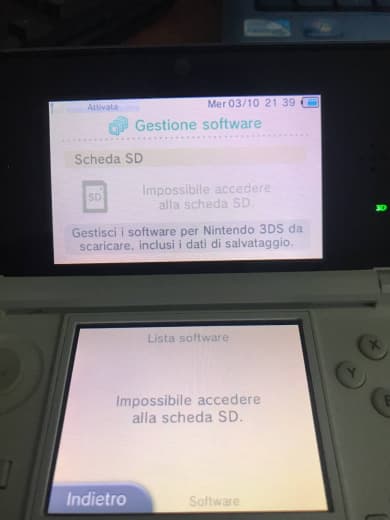 Attivata
Mer 03/10 21 39
Gestione software
Scheda SD
SD
Impossibile accedere
alla scheda SD.
Gestisci i software per Nintendo 3DS da
scaricare, inclusi i dati di salvataggio.
3D
Lista software
Impossibile accedere
alla scheda SD.
X
Y
B
Indietro
Software